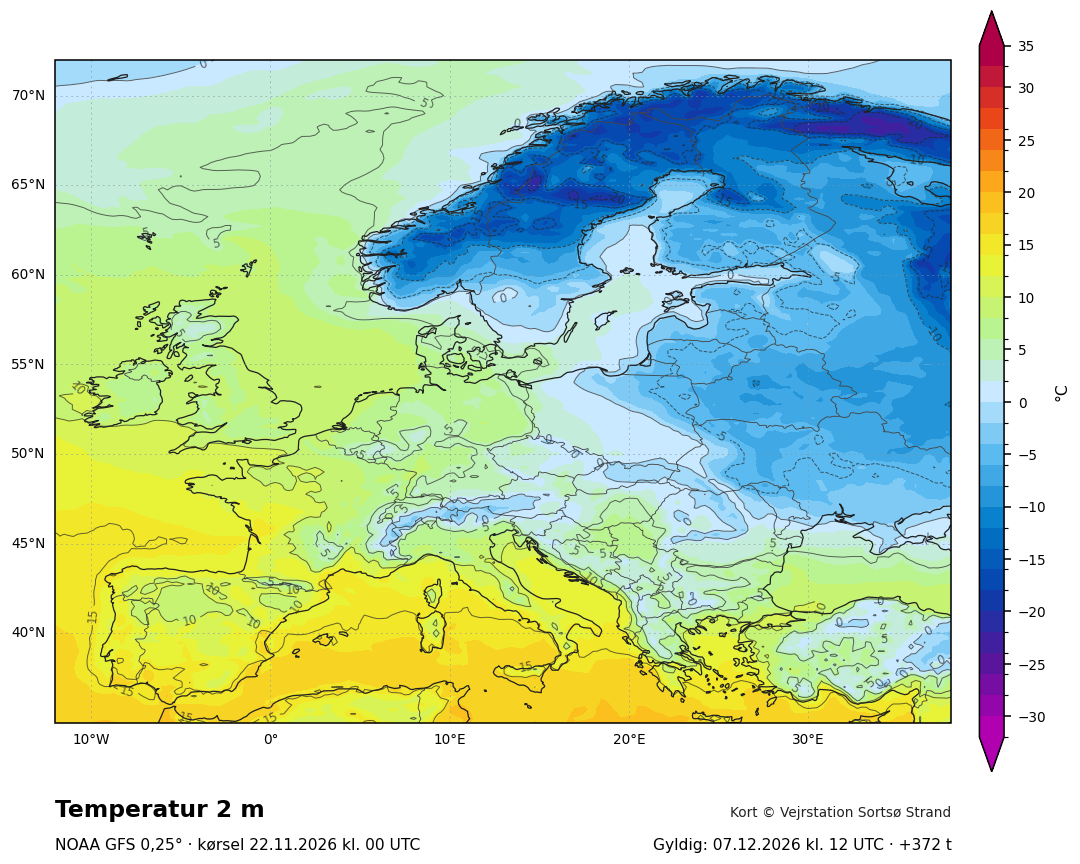 35
30
25
20
15
10
5
0
−5
−10
−15
−20
−25
−30
°C
70°N
65°N
60°N
55°N
50°N
45°N
40°N
10°W 0° 10°E 20°E 30°E
Temperatur 2 m
Kort © Vejrstation Sortsø Strand
NOAA GFS 0,25° · kørsel 22.11.2026 kl. 00 UTC
Gyldig: 07.12.2026 kl. 12 UTC · +372 t